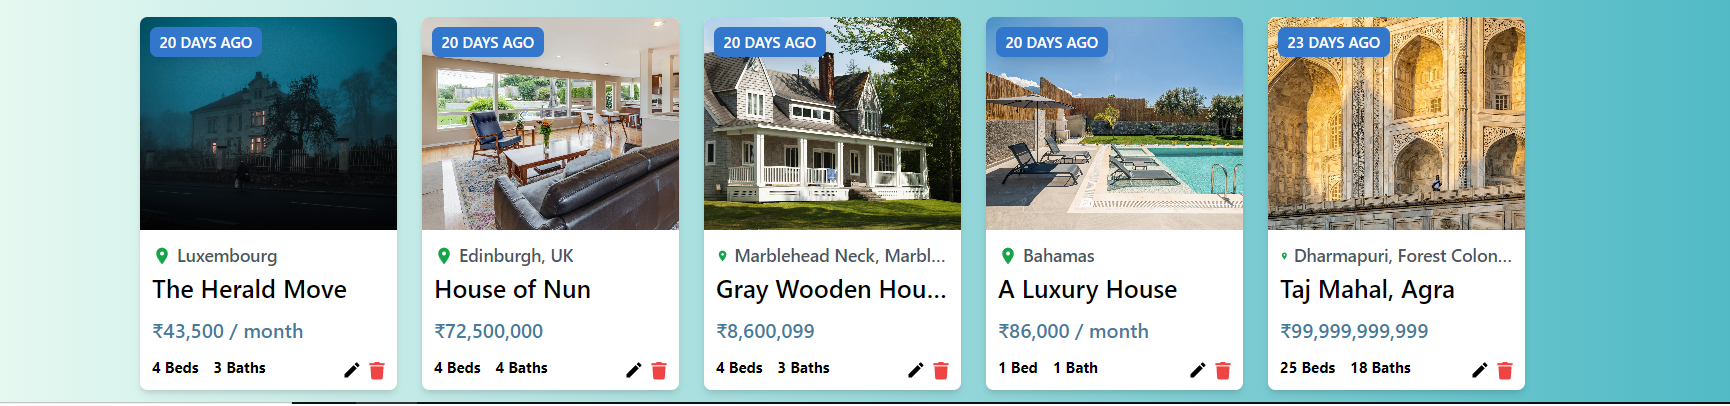 20 DAYS AGO
Luxembourg
The Herald Move
₹43,500 / month
4 Beds 3 Baths
20 DAYS AGO
Edinburgh, UK
House of Nun
₹72,500,000
4 Beds 4 Baths
20 DAYS AGO
Marblehead Neck, Marbl...
Gray Wooden Hou...
₹8,600,099
4 Beds 3 Baths
20 DAYS AGO
Bahamas
A Luxury House
₹86,000 / month
1 Bed 1 Bath
23 DAYS AGO
Dharmapuri, Forest Colon...
Taj Mahal, Agra
₹99,999,999,999
25 Beds 18 Baths